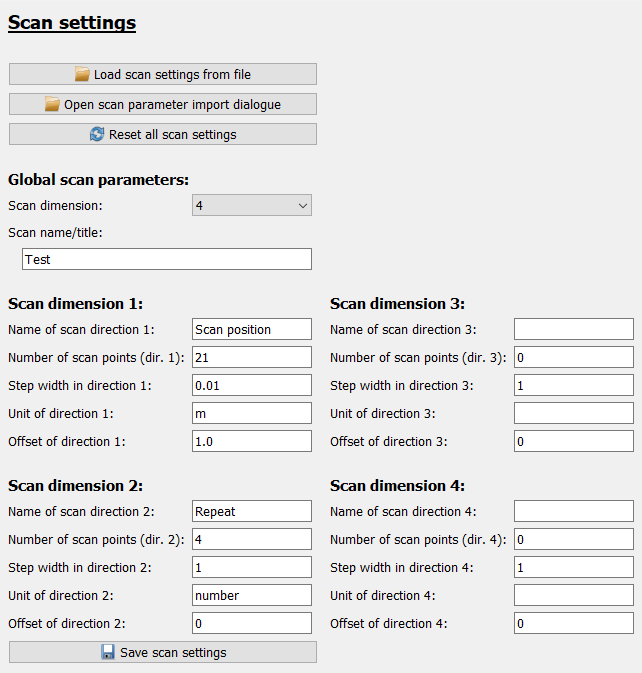 Scan settings
Load scan settings from file
Open scan parameter import dialogue
Reset all scan settings
Global scan parameters:
Scan dimension: 4
Scan name/title:
Test
Scan dimension 1:
Name of scan direction 1: Scan position
Number of scan points (dir. 1): 21
Step width in direction 1: 0.01
Unit of direction 1: m
Offset of direction 1: 1.0
Scan dimension 2:
Name of scan direction 2: Repeat
Number of scan points (dir. 2): 4
Step width in direction 2: 1
Unit of direction 2: number
Offset of direction 2: 0
Scan dimension 3:
Name of scan direction 3:
Number of scan points (dir. 3): 0
Step width in direction 3: 1
Unit of direction 3:
Offset of direction 3: 0
Scan dimension 4:
Name of scan direction 4:
Number of scan points (dir. 4): 0
Step width in direction 4: 1
Unit of direction 4:
Offset of direction 4: 0
Save scan settings